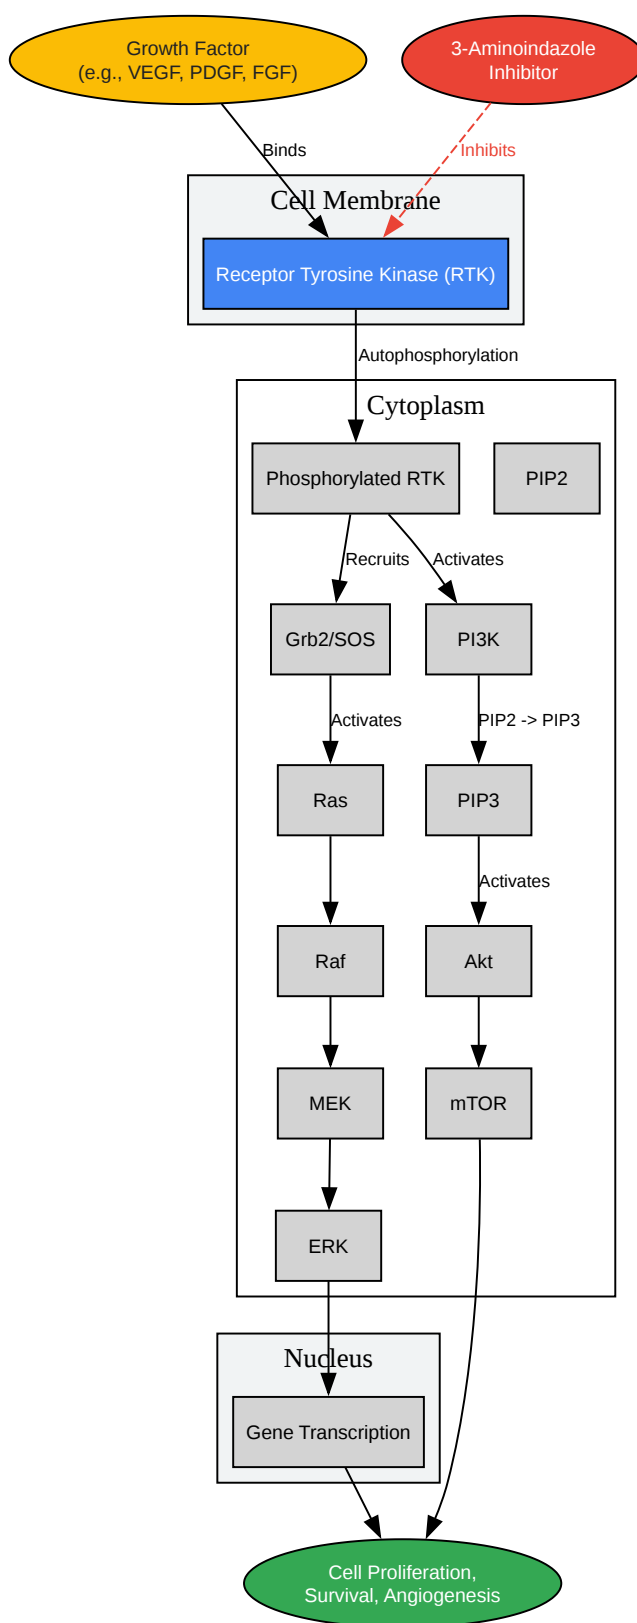 Growth Factor
(e.g., VEGF, PDGF, FGF)
3-Aminoindazole
Inhibitor
Binds
Inhibits
Cell Membrane
Receptor Tyrosine Kinase (RTK)
Autophosphorylation
Cytoplasm
Phosphorylated RTK
PIP2
Recruits
Activates
Grb2/SOS
PI3K
Activates
PIP2 -> PIP3
Ras
PIP3
Activates
Raf
Akt
MEK
mTOR
ERK
Nucleus
Gene Transcription
Cell Proliferation,
Survival, Angiogenesis